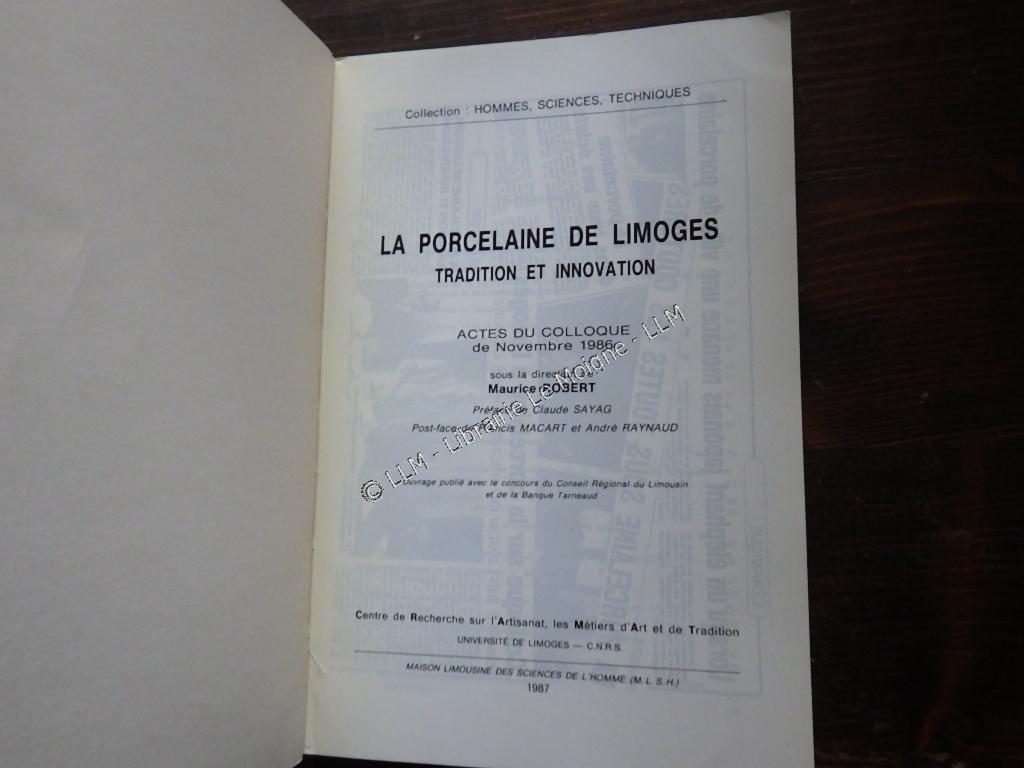 Collection : HOMMES, SCIENCES, TECHNIQUES
LA PORCELAINE DE LIMOGES
TRADITION ET INNOVATION
ACTES DU COLLOQUE
de Novembre 1986
sous la direction de
Maurice ROBERT
Préface de Claude SAYAG
Post-face de Francis MACART et André RAYNAUD
Ouvrage publié avec le concours du Conseil Régional du Limousin
et de la Banque Tarneaud
Centre de Recherche sur l'Artisanat, les Métiers d'Art et de Tradition
UNIVERSITÉ DE LIMOGES — C.N.R.S.
MAISON LIMOUSINE DES SCIENCES DE L'HOMME (M.L.S.H.)
1987
© LLM - Librairie Le Moigne - LLM